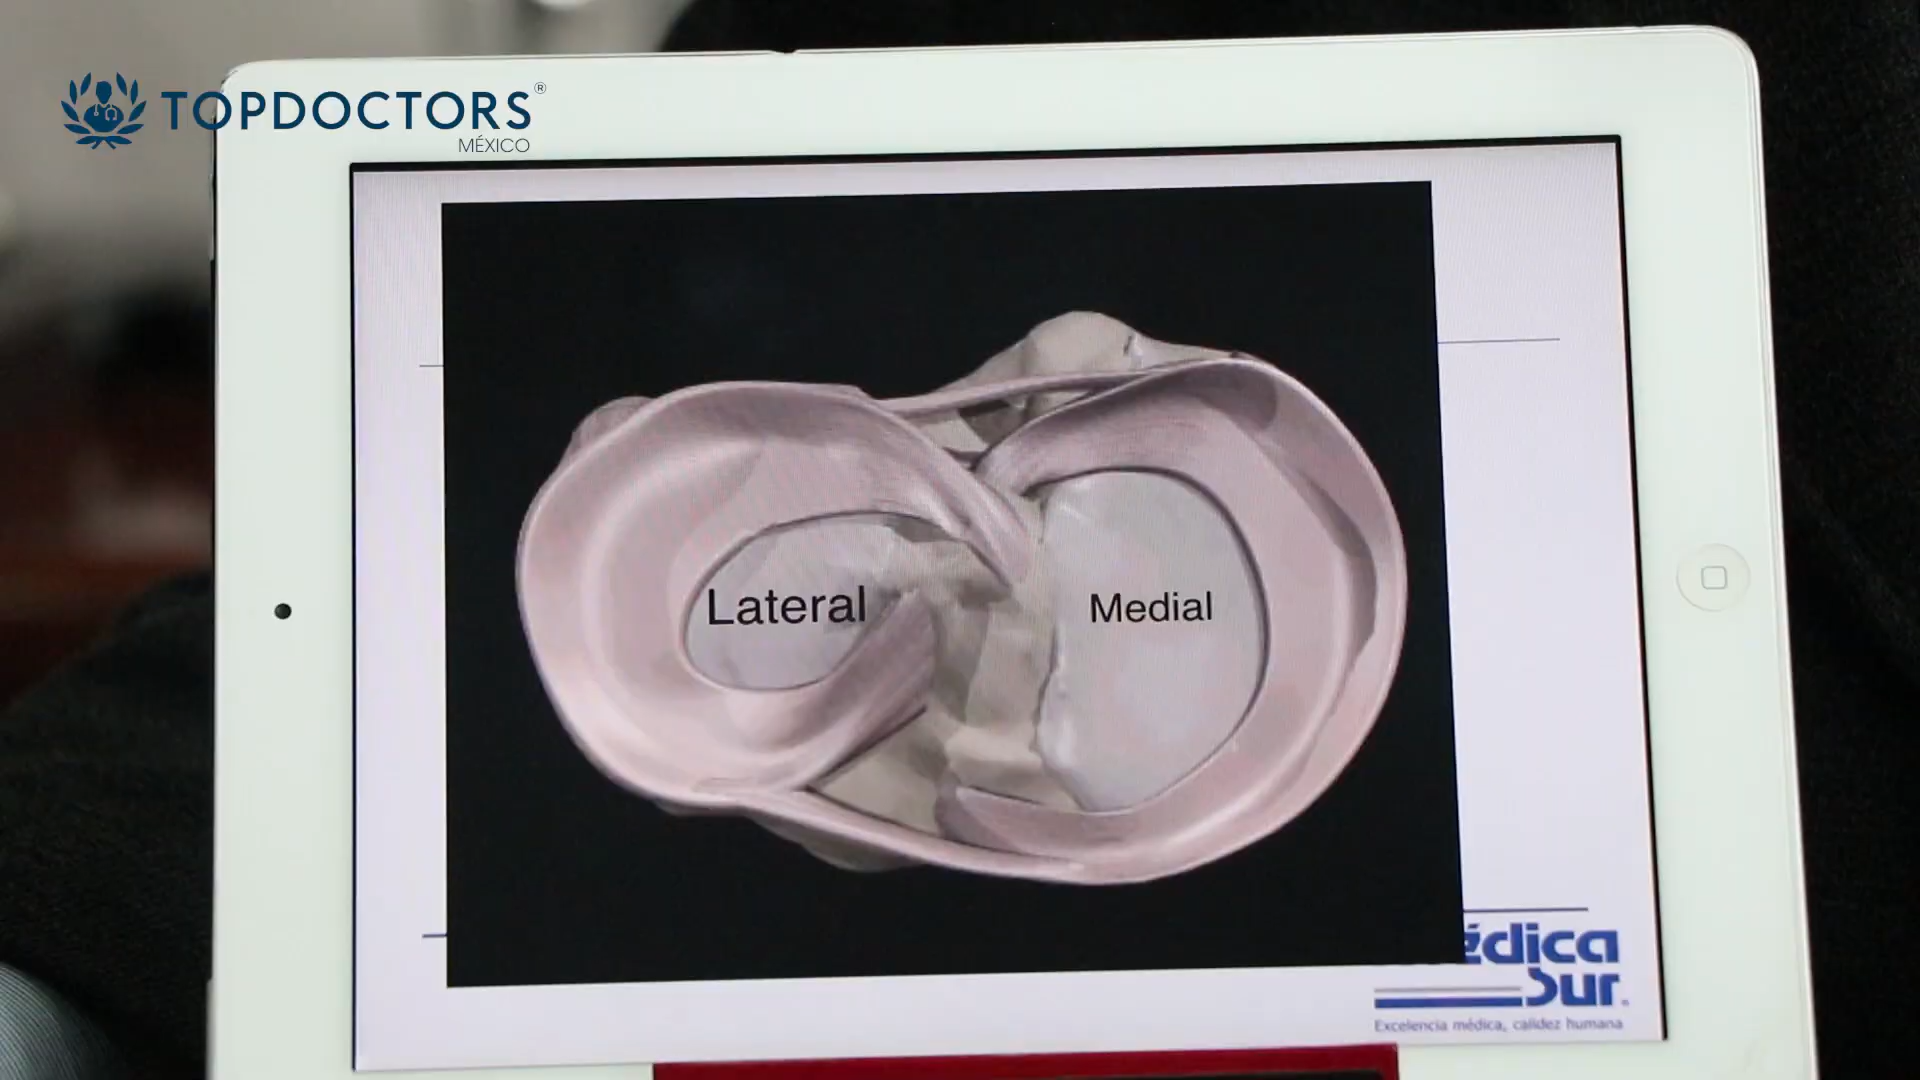 TOPDOCTORS®
MÉXICO
Lateral
Medial
édica
Sur
Excelencia médica, calidez humana